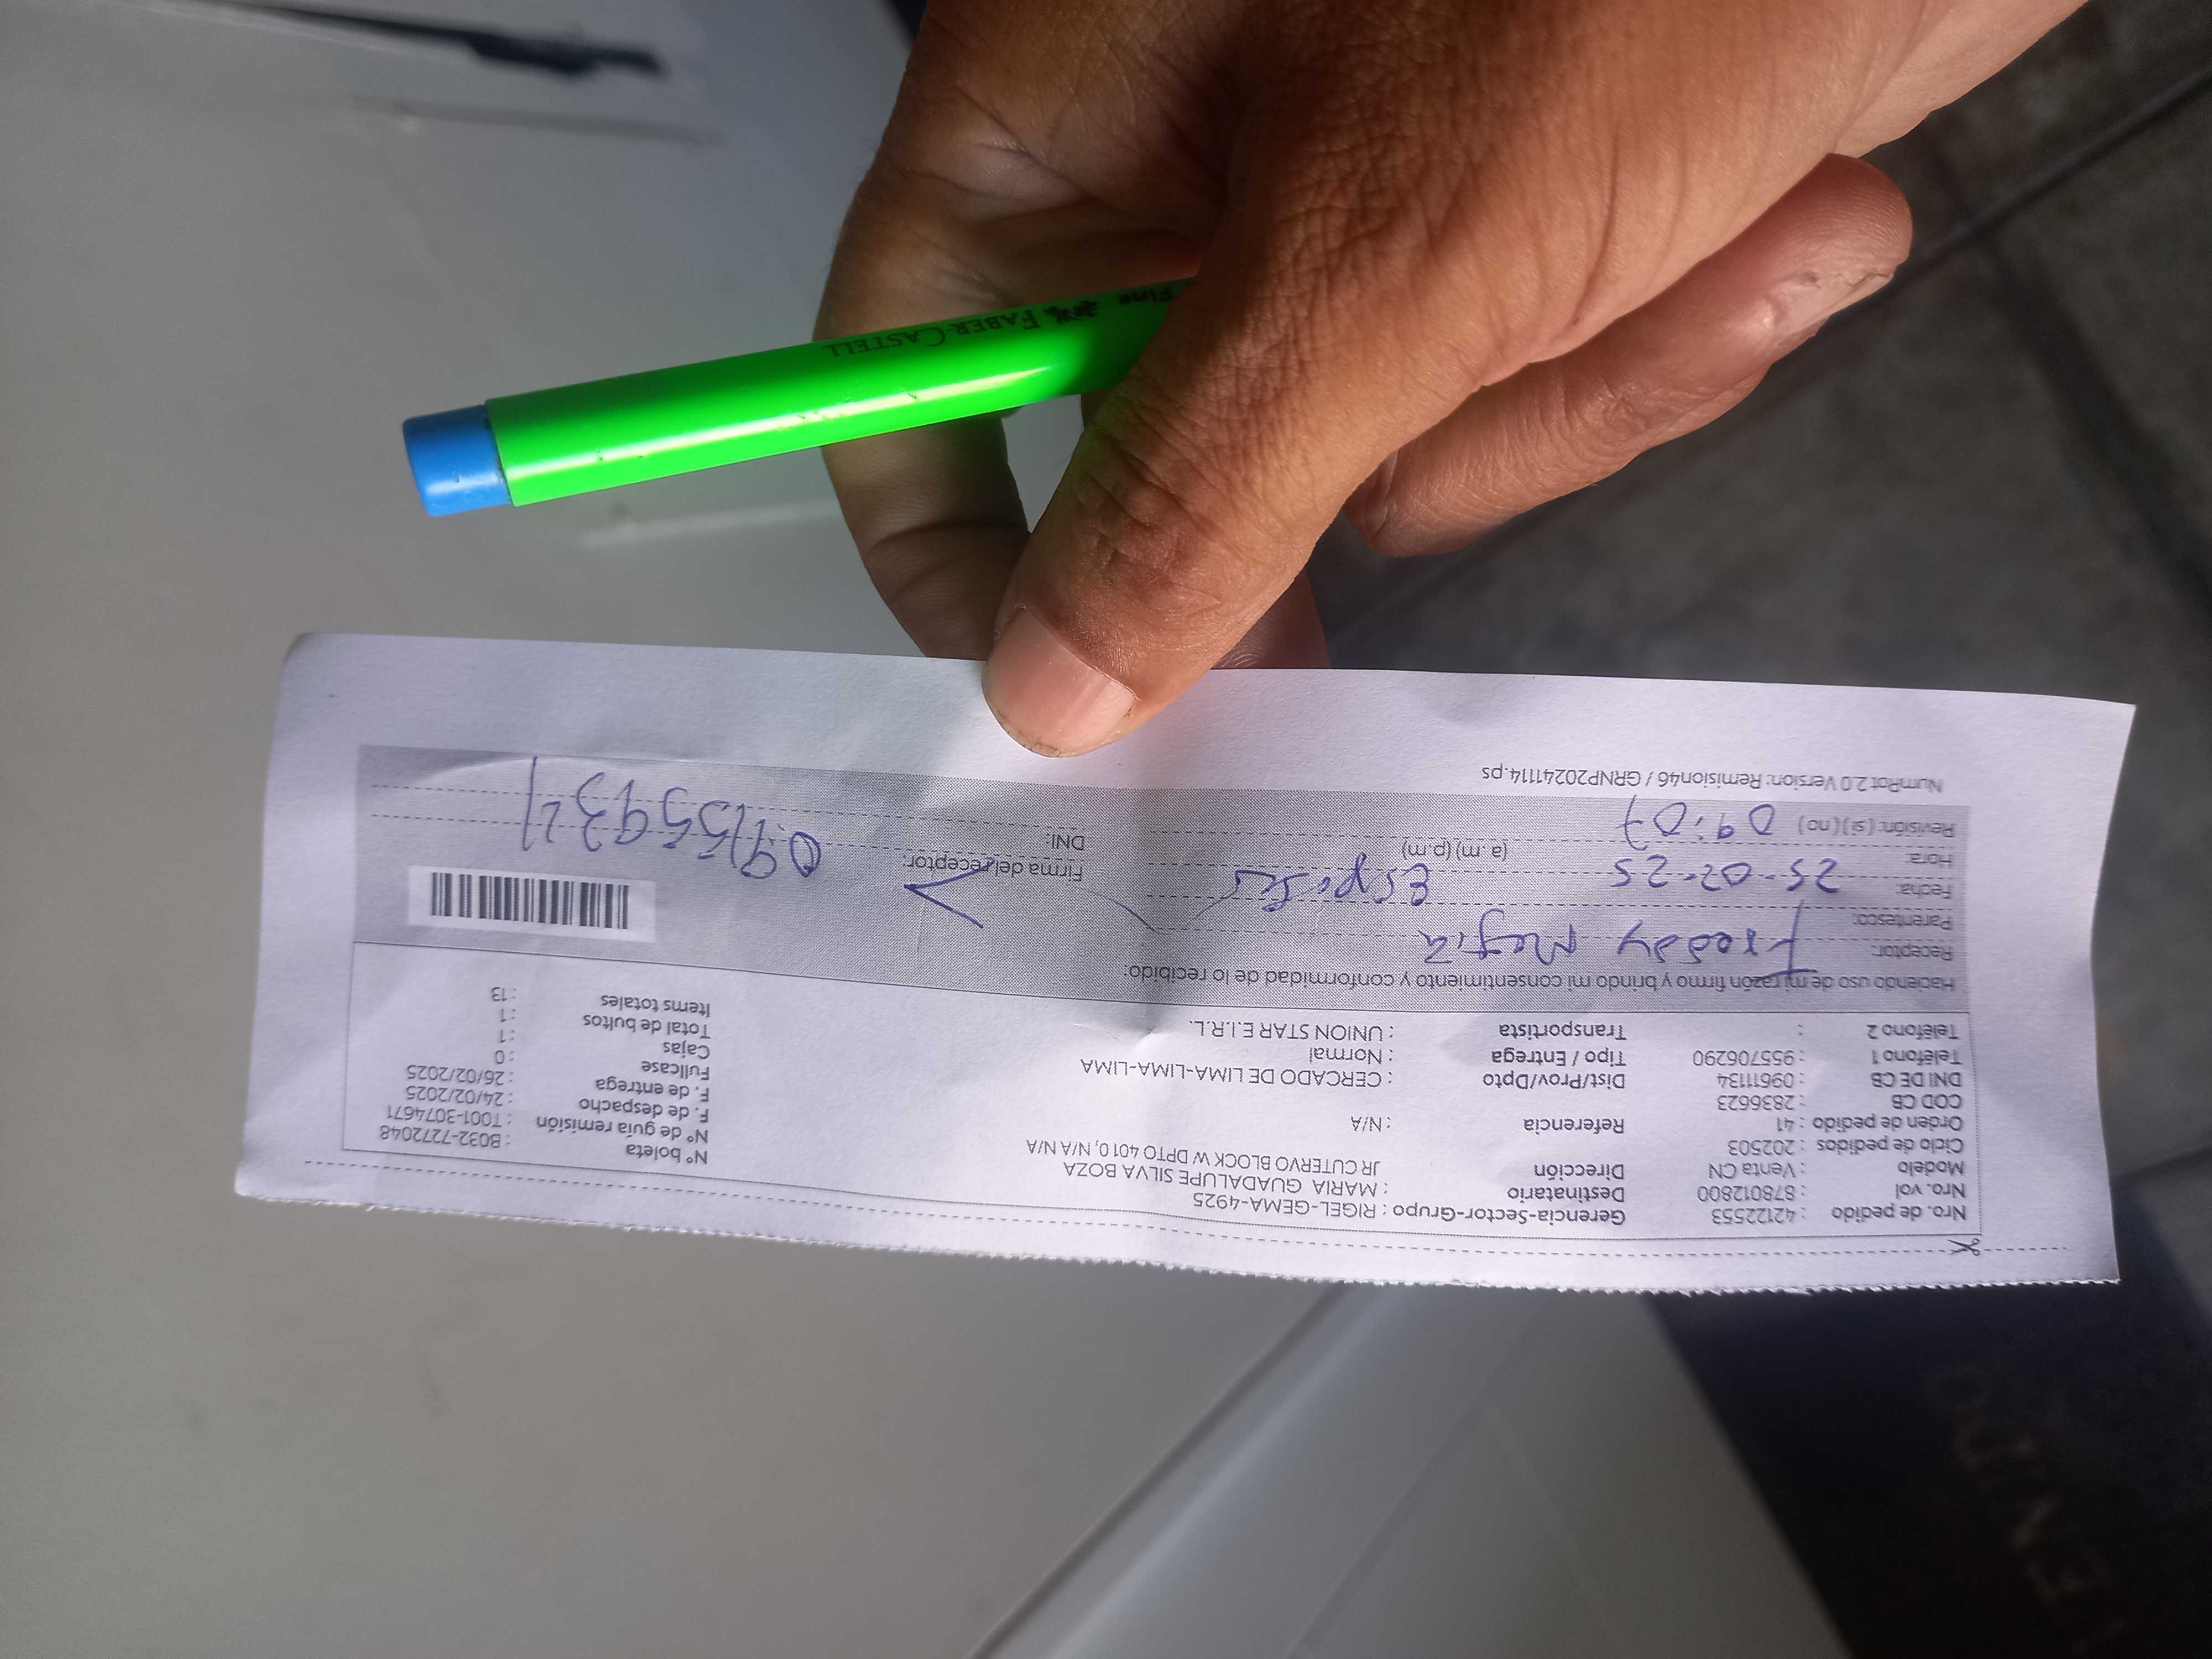 Nro. de pedido : 42122553 Gerencia-Sector-Grupo : RIGEL-GEMA-4925
Nro. vol : 878012800 Destinatario : MARIA GUADALUPE SILVA BOZA
Modelo : Venta CN Dirección JR CUTERVO BLOCK W DPTO 401 0, N/A N/A
Ciclo de pedidos : 202503
Orden de pedido : 41 Referencia : N/A
COD CB : 2836623
DNI DE CB : 09611134 Dist/Prov/Dpto : CERCADO DE LIMA-LIMA-LIMA
Teléfono 1 : 955706290 Tipo / Entrega : Normal
Teléfono 2 : Transportista : UNION STAR E.I.R.L.
Nº boleta : B032-7272048
Nº de guía remisión : T001-3074671
F. de despacho : 24/02/2025
F. de entrega : 26/02/2025
Fullcase : 0
Cajas : 1
Total de bultos : 1
Items totales : 13
Haciendo uso de mi razón firmo y brindo mi consentimiento y conformidad de lo recibido:
Receptor: Freddy Mejia
Parentesco: Esposo
Fecha: 25-02-25
Hora: (a.m) (p.m)
Revisión: (si) (no) 09:07
Firma del receptor:
DNI:
NumRot 2.0 Version: Remision46 / GRNP20241114.ps
FABER-CASTELL Fine